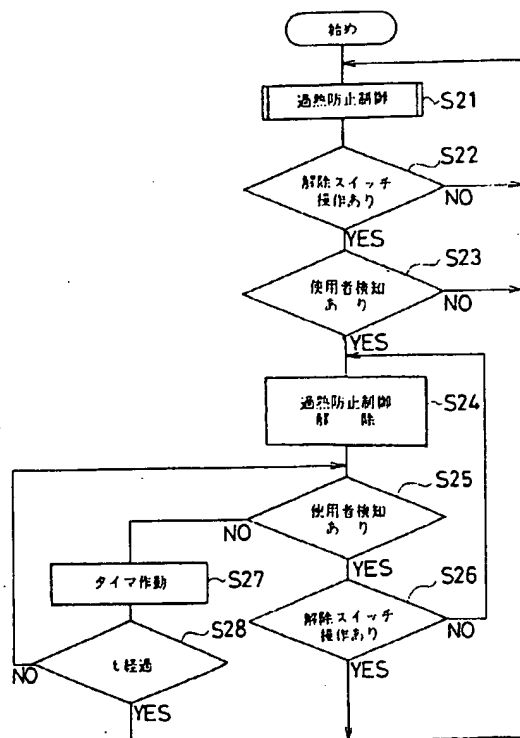 始め
過熱防止制御
S21
S22
解除スイッチ
操作あり
NO
YES
S23
使用者検知
あり
NO
YES
過熱防止制御
解除
S24
S25
使用者検知
あり
NO
YES
タイマ作動
S27
S26
解除スイッチ
操作あり
NO
YES
S28
t経過
NO
YES